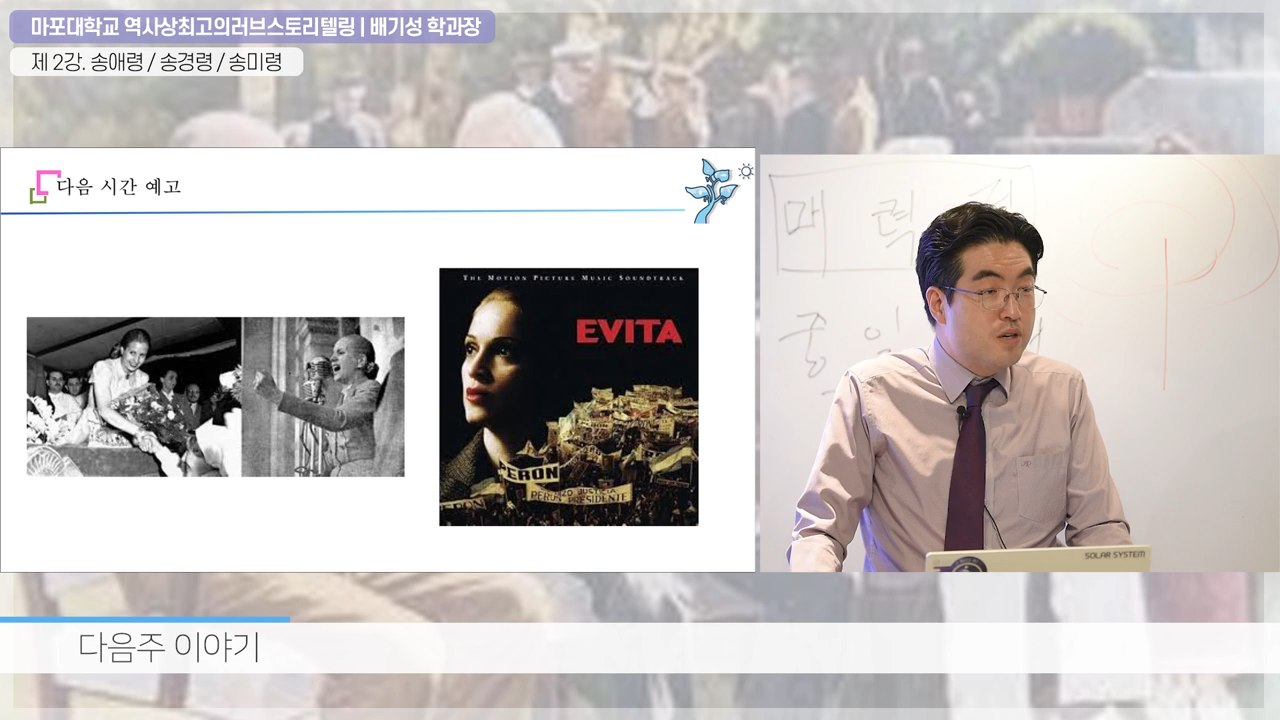 마포대학교 역사상최고의러브스토리텔링 | 배기성 학과장
제 2강. 송애령 / 송경령 / 송미령
다음 시간 예고
THE MOTION PICTURE MUSIC SOUNDTRACK
EVITA
PERON
PERON PRESIDENTE
매력
중
SOLAR SYSTEM
다음주 이야기